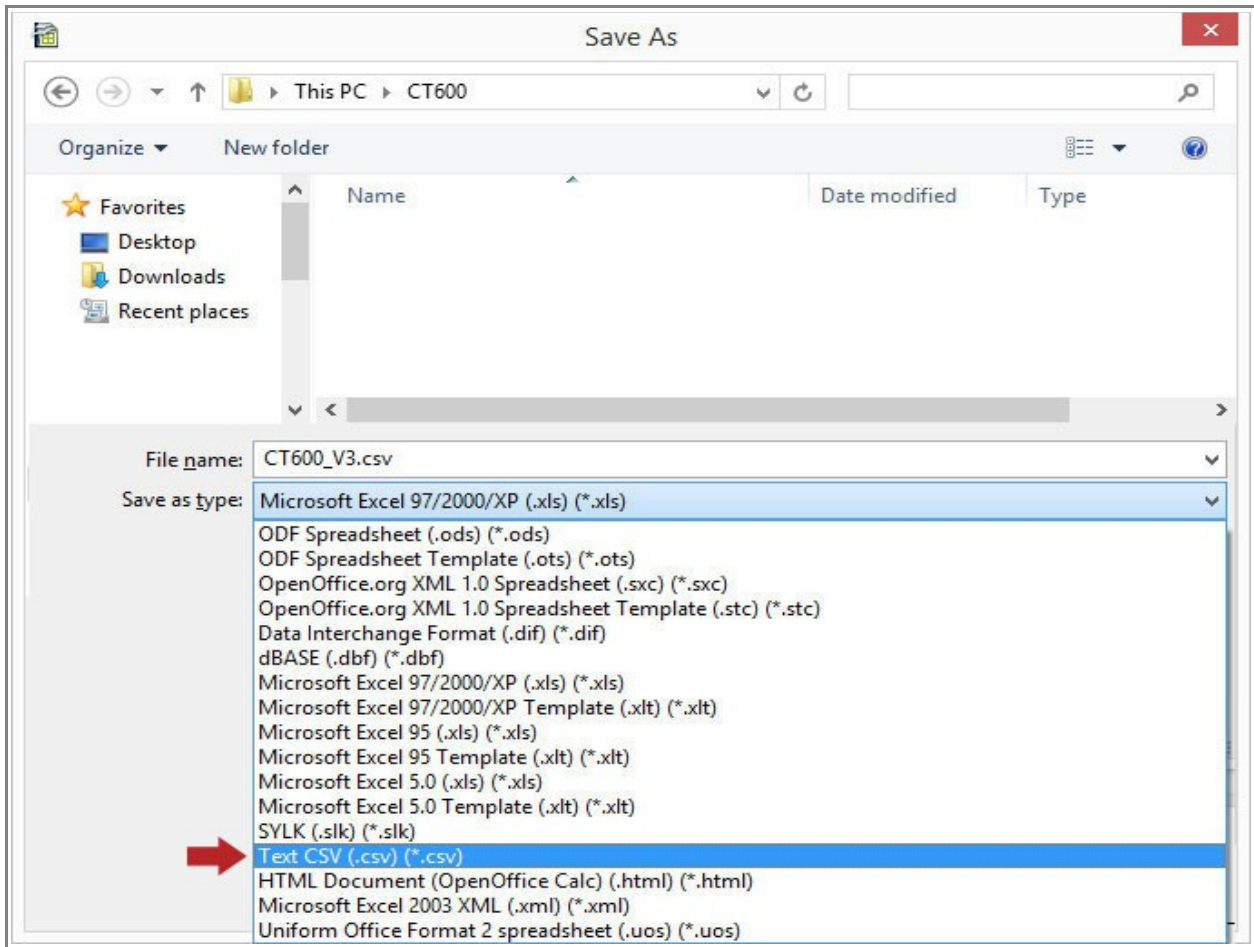 Save As
This PC CT600
Organize New folder
Name Date modified Type
Favorites
Desktop
Downloads
Recent places
File name: CT600_V3.csv
Save as type: Microsoft Excel 97/2000/XP (.xls) (*.xls)
ODF Spreadsheet (.ods) (*.ods)
ODF Spreadsheet Template (.ots) (*.ots)
OpenOffice.org XML 1.0 Spreadsheet (.sxc) (*.sxc)
OpenOffice.org XML 1.0 Spreadsheet Template (.stc) (*.stc)
Data Interchange Format (.dif) (*.dif)
dBASE (.dbf) (*.dbf)
Microsoft Excel 97/2000/XP (.xls) (*.xls)
Microsoft Excel 97/2000/XP Template (.xlt) (*.xlt)
Microsoft Excel 95 (.xls) (*.xls)
Microsoft Excel 95 Template (.xlt) (*.xlt)
Microsoft Excel 5.0 (.xls) (*.xls)
Microsoft Excel 5.0 Template (.xlt) (*.xlt)
SYLK (.slk) (*.slk)
Text CSV (.csv) (*.csv)
HTML Document (OpenOffice Calc) (.html) (*.html)
Microsoft Excel 2003 XML (.xml) (*.xml)
Uniform Office Format 2 spreadsheet (.uos) (*.uos)